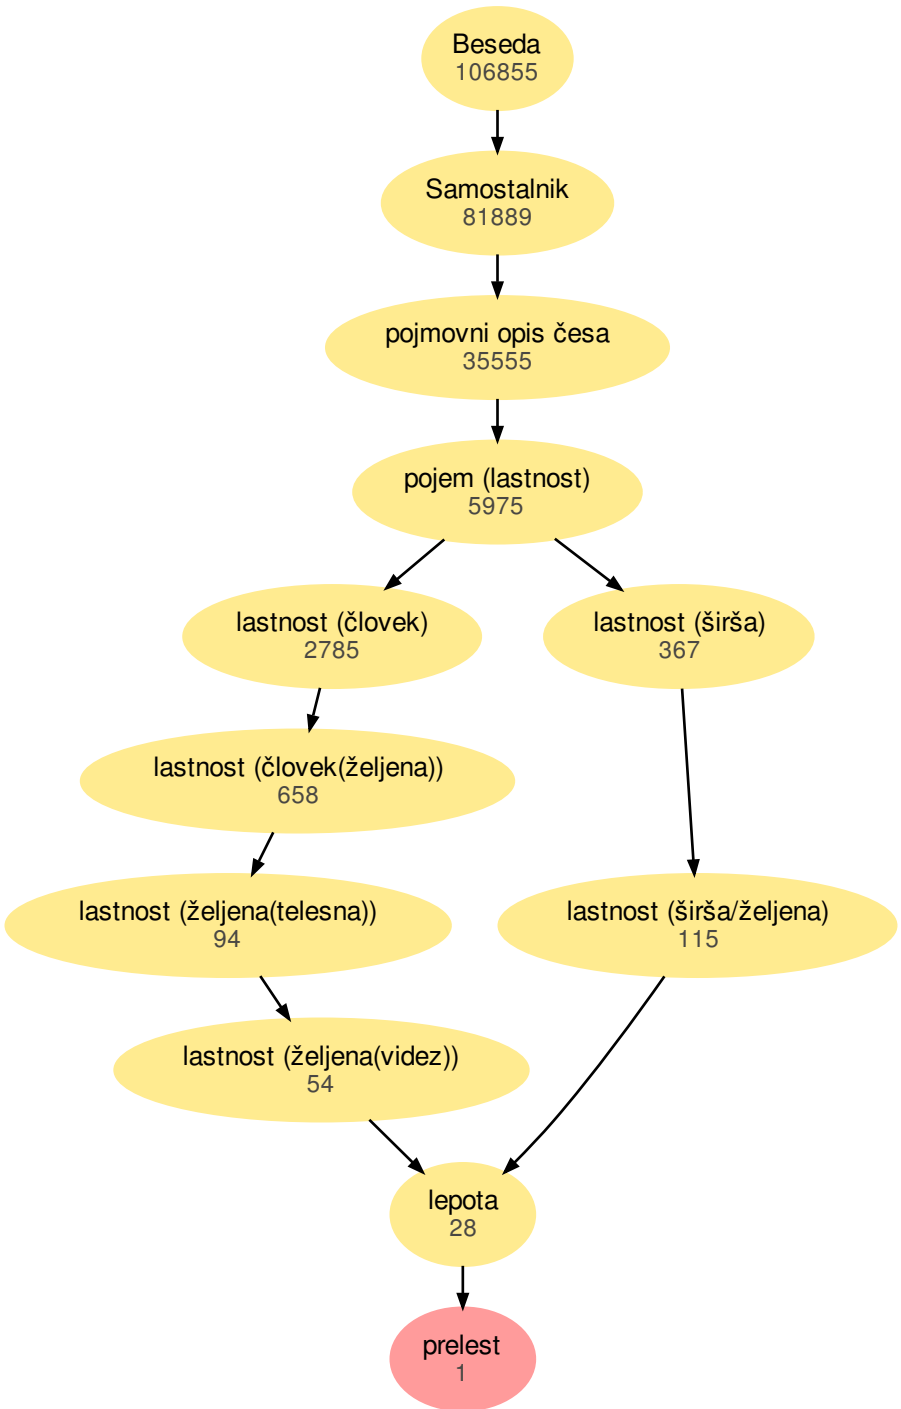 Beseda
106855
Samostalnik
81889
pojmovni opis česa
35555
pojem (lastnost)
5975
lastnost (človek)
2785
lastnost (širša)
367
lastnost (človek(željena))
658
lastnost (željena(telesna))
94
lastnost (širša/željena)
115
lastnost (željena(videz))
54
lepota
28
prelest
1